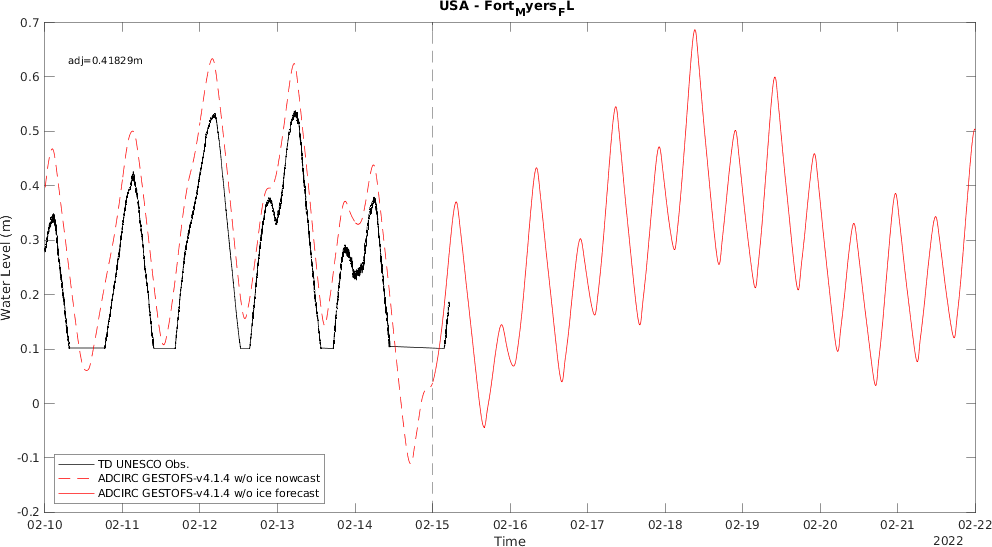 USA - Fort_Myers_FL
0.7
adj=0.41829m
0.6
0.5
0.4
0.3
0.2
0.1
0
-0.1
-0.2
Water Level (m)
TD UNESCO Obs.
ADCIRC GESTOFS-v4.1.4 w/o ice nowcast
ADCIRC GESTOFS-v4.1.4 w/o ice forecast
02-10 02-11 02-12 02-13 02-14 02-15 02-16 02-17 02-18 02-19 02-20 02-21 02-22
Time
2022